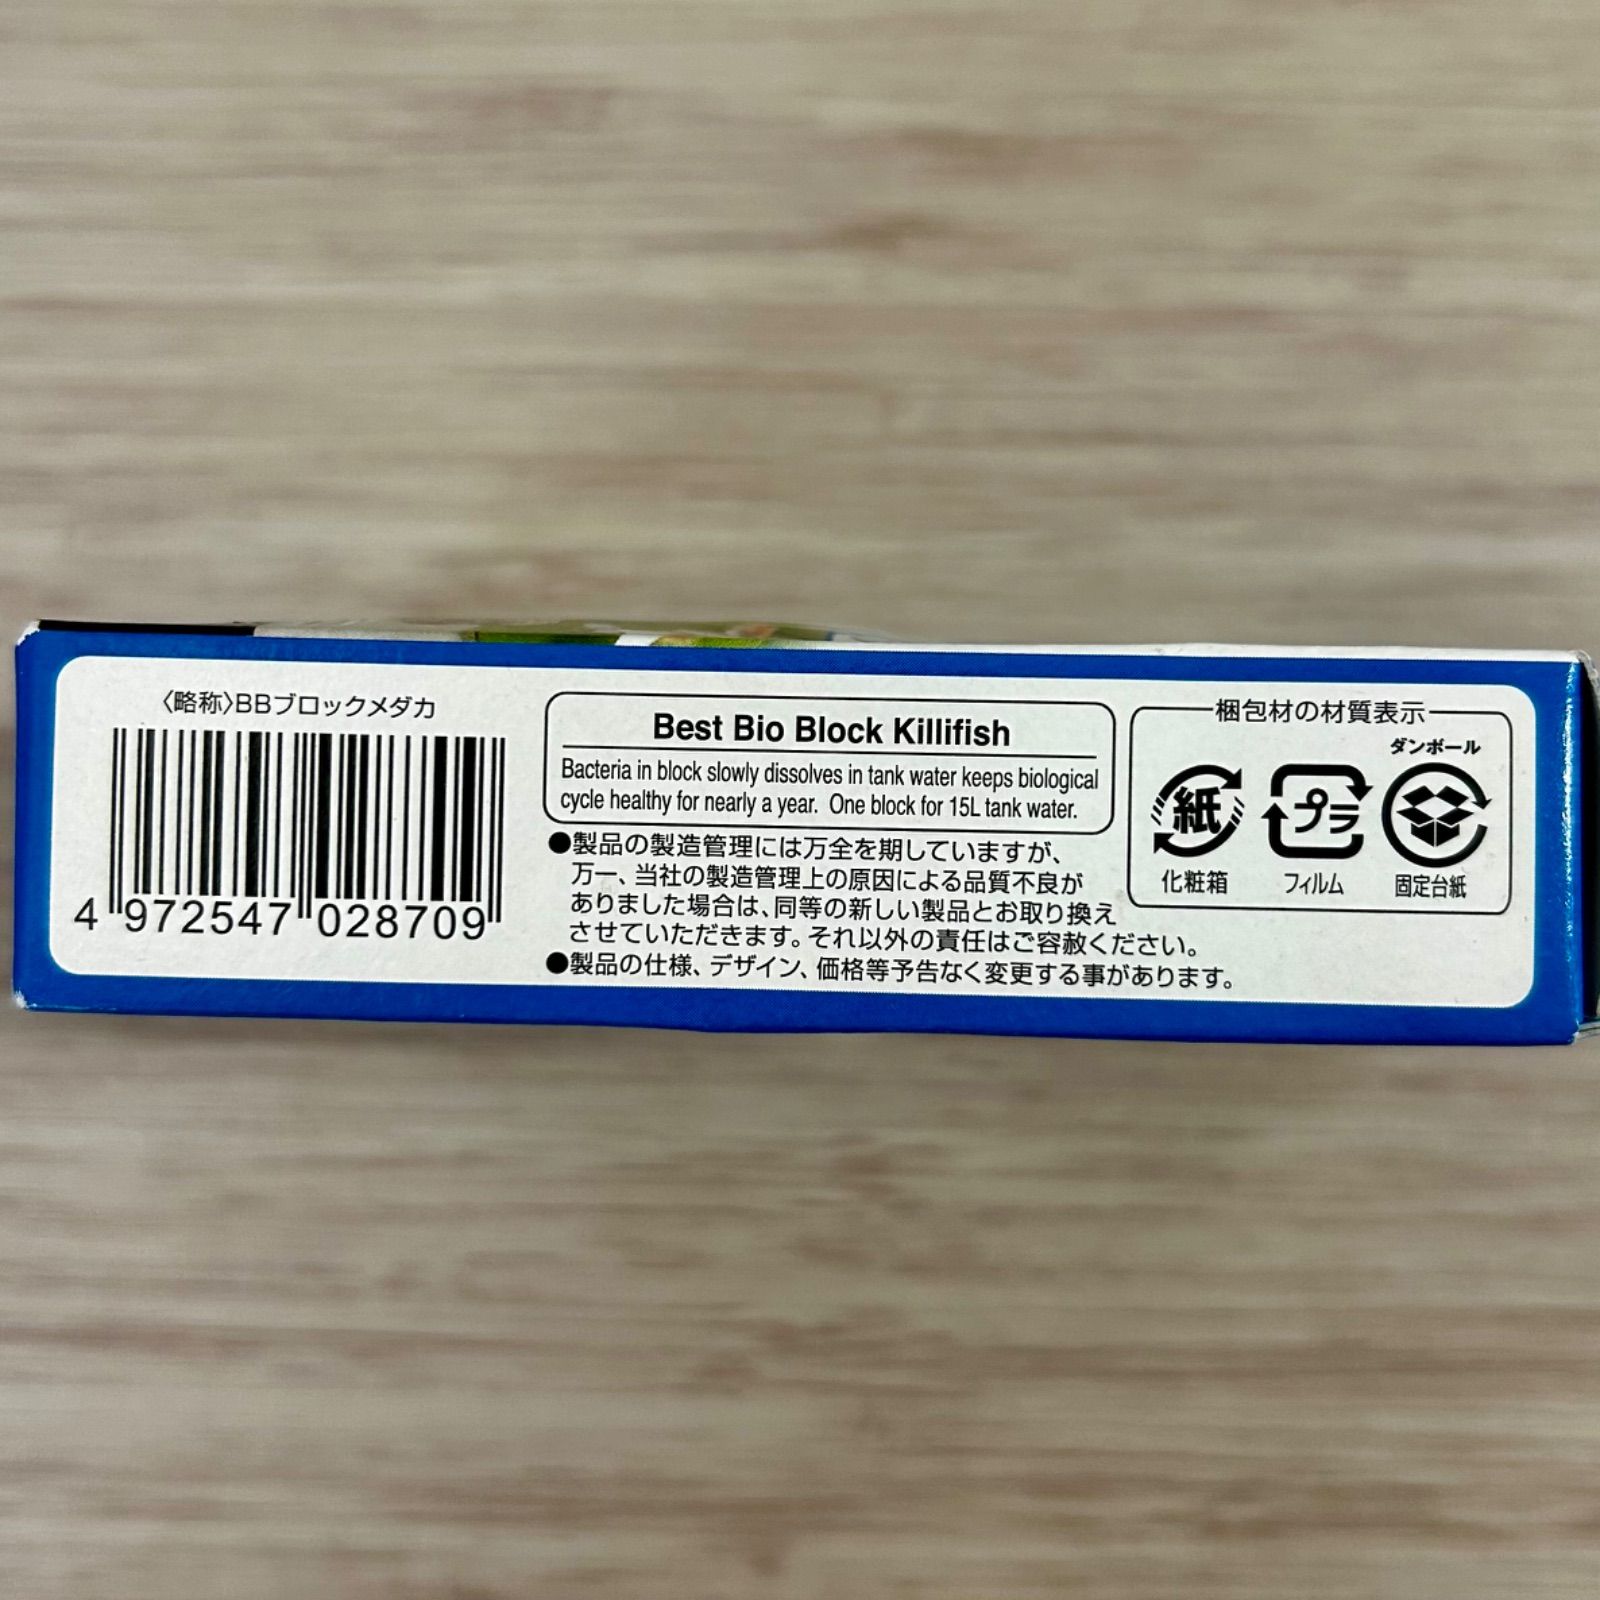 〈略称〉BBブロックメダカ
4 972547 028709
Best Bio Block Killifish
Bacteria in block slowly dissolves in tank water keeps biological
cycle healthy for nearly a year. One block for 15L tank water.
●製品の製造管理には万全を期していますが、
万一、当社の製造管理上の原因による品質不良が
ありました場合は、同等の新しい製品とお取り換え
させていただきます。それ以外の責任はご容赦ください。
●製品の仕様、デザイン、価格等予告なく変更する事があります。
梱包材の材質表示
ダンボール
紙
プラ
化粧箱
フィルム
固定台紙